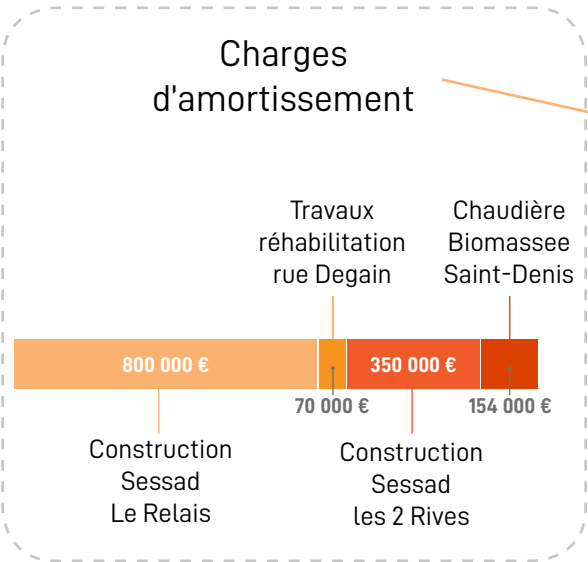 Charges
d'amortissement
Travaux
réhabilitation
rue Degain
Chaudière
Biomassee
Saint-Denis
800 000 €
350 000 €
70 000 €
154 000 €
Construction
Sessad
Le Relais
Construction
Sessad
les 2 Rives